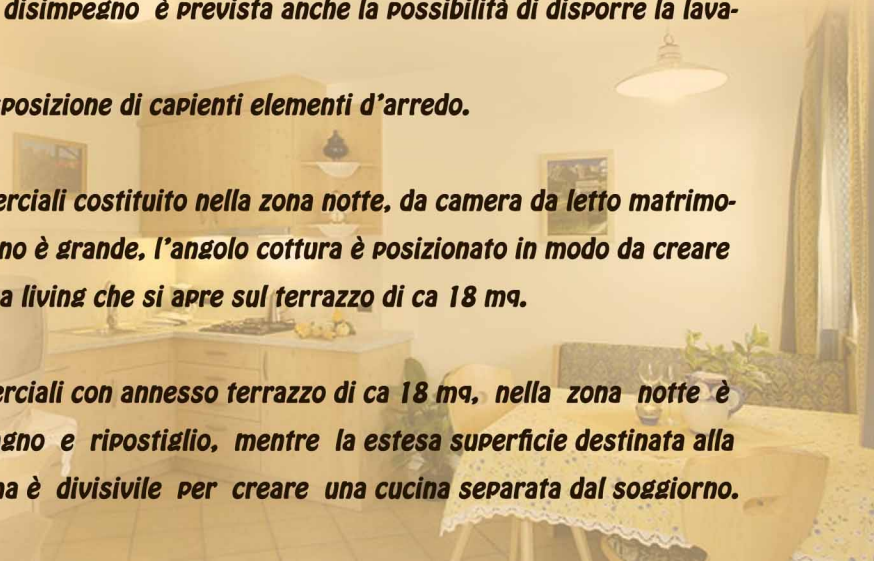 disimpegno è prevista anche la possibilità di disporre la lava-
sposizione di capienti elementi d'arredo.
erciali costituito nella zona notte, da camera da letto matrimo-
no è grande, l'angolo cottura è posizionato in modo da creare
a living che si apre sul terrazzo di ca 18 mq.
erciali con annesso terrazzo di ca 18 mq, nella zona notte è
gno e ripostiglio, mentre la estesa superficie destinata alla
na è divisivile per creare una cucina separata dal soggiorno.